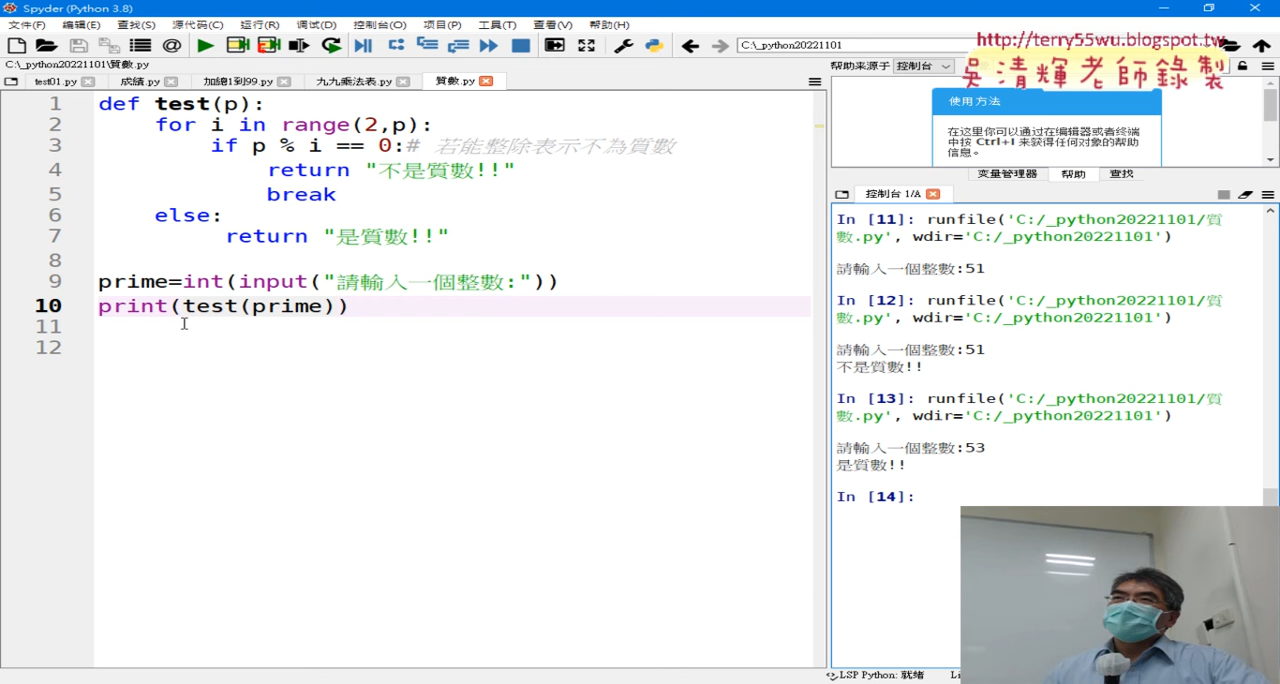 Spyder (Python 3.8)
文件(F) 编辑(E) 查找(S) 源代码(C) 运行(R) 调试(D) 控制台(O) 项目(P) 工具(T) 查看(V) 帮助(H)
C:\_python20221101
http://terry55wu.blogspot.tw
吳清輝老師錄製
C:\_python20221101\質數.py
帮助来源于 控制台
test01.py 成績.py 加總1到99.py 九九乘法表.py 質數.py
使用方法
在这里你可以通过在编辑器或者终端
中按 Ctrl+I 来获得任何对象的帮助
信息。
变量管理器 帮助 查找
控制台 1/A
1 def test(p):
2 for i in range(2,p):
3 if p % i == 0:# 若能整除表示不為質數
4 return "不是質數!!"
5 break
6 else:
7 return "是質數!!"
8
9 prime=int(input("請輸入一個整數:"))
10 print(test(prime))
11
12
In [11]: runfile('C:/_python20221101/質
數.py', wdir='C:/_python20221101')
請輸入一個整數:51
In [12]: runfile('C:/_python20221101/質
數.py', wdir='C:/_python20221101')
請輸入一個整數:51
不是質數!!
In [13]: runfile('C:/_python20221101/質
數.py', wdir='C:/_python20221101')
請輸入一個整數:53
是質數!!
In [14]:
LSP Python: 就绪